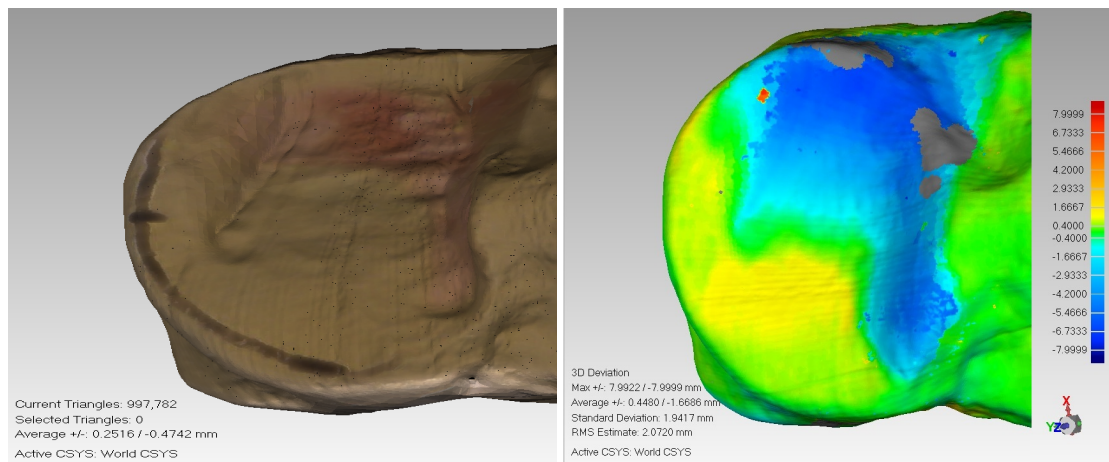 Current Triangles: 997,782
Selected Triangles: 0
Average +/-: 0.2516 / -0.4742 mm
Active CSYS: World CSYS
3D Deviation
Max +/-: 7.9922 / -7.9999 mm
Average +/-: 0.4480 / -1.6686 mm
Standard Deviation: 1.9417 mm
RMS Estimate: 2.0720 mm
Active CSYS: World CSYS
7.9999
6.7333
5.4666
4.2000
2.9333
1.6667
0.4000
-0.4000
-1.6667
-2.9333
-4.2000
-5.4666
-6.7333
-7.9999
X
YZ